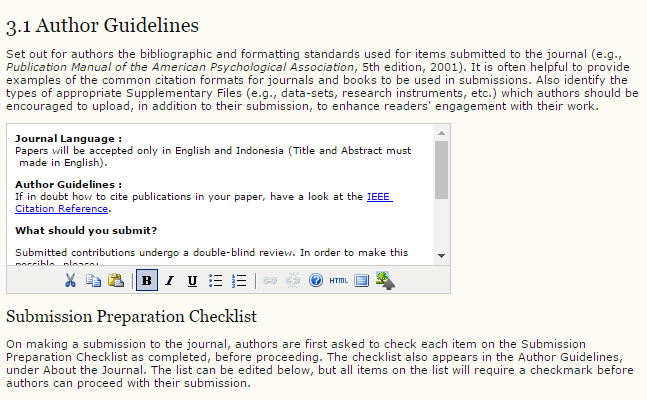 3.1 Author Guidelines
Set out for authors the bibliographic and formatting standards used for items submitted to the journal (e.g.,
Publication Manual of the American Psychological Association, 5th edition, 2001). It is often helpful to provide
examples of the common citation formats for journals and books to be used in submissions. Also identify the
types of appropriate Supplementary Files (e.g., data-sets, research instruments, etc.) which authors should be
encouraged to upload, in addition to their submission, to enhance readers' engagement with their work.
Journal Language :
Papers will be accepted only in English and Indonesia (Title and Abstract must
made in English).
Author Guidelines :
If in doubt how to cite publications in your paper, have a look at the IEEE
Citation Reference.
What should you submit?
Submitted contributions undergo a double-blind review. In order to make this
possible, please:
B I U HTML
Submission Preparation Checklist
On making a submission to the journal, authors are first asked to check each item on the Submission
Preparation Checklist as completed, before proceeding. The checklist also appears in the Author Guidelines,
under About the Journal. The list can be edited below, but all items on the list will require a checkmark before
authors can proceed with their submission.